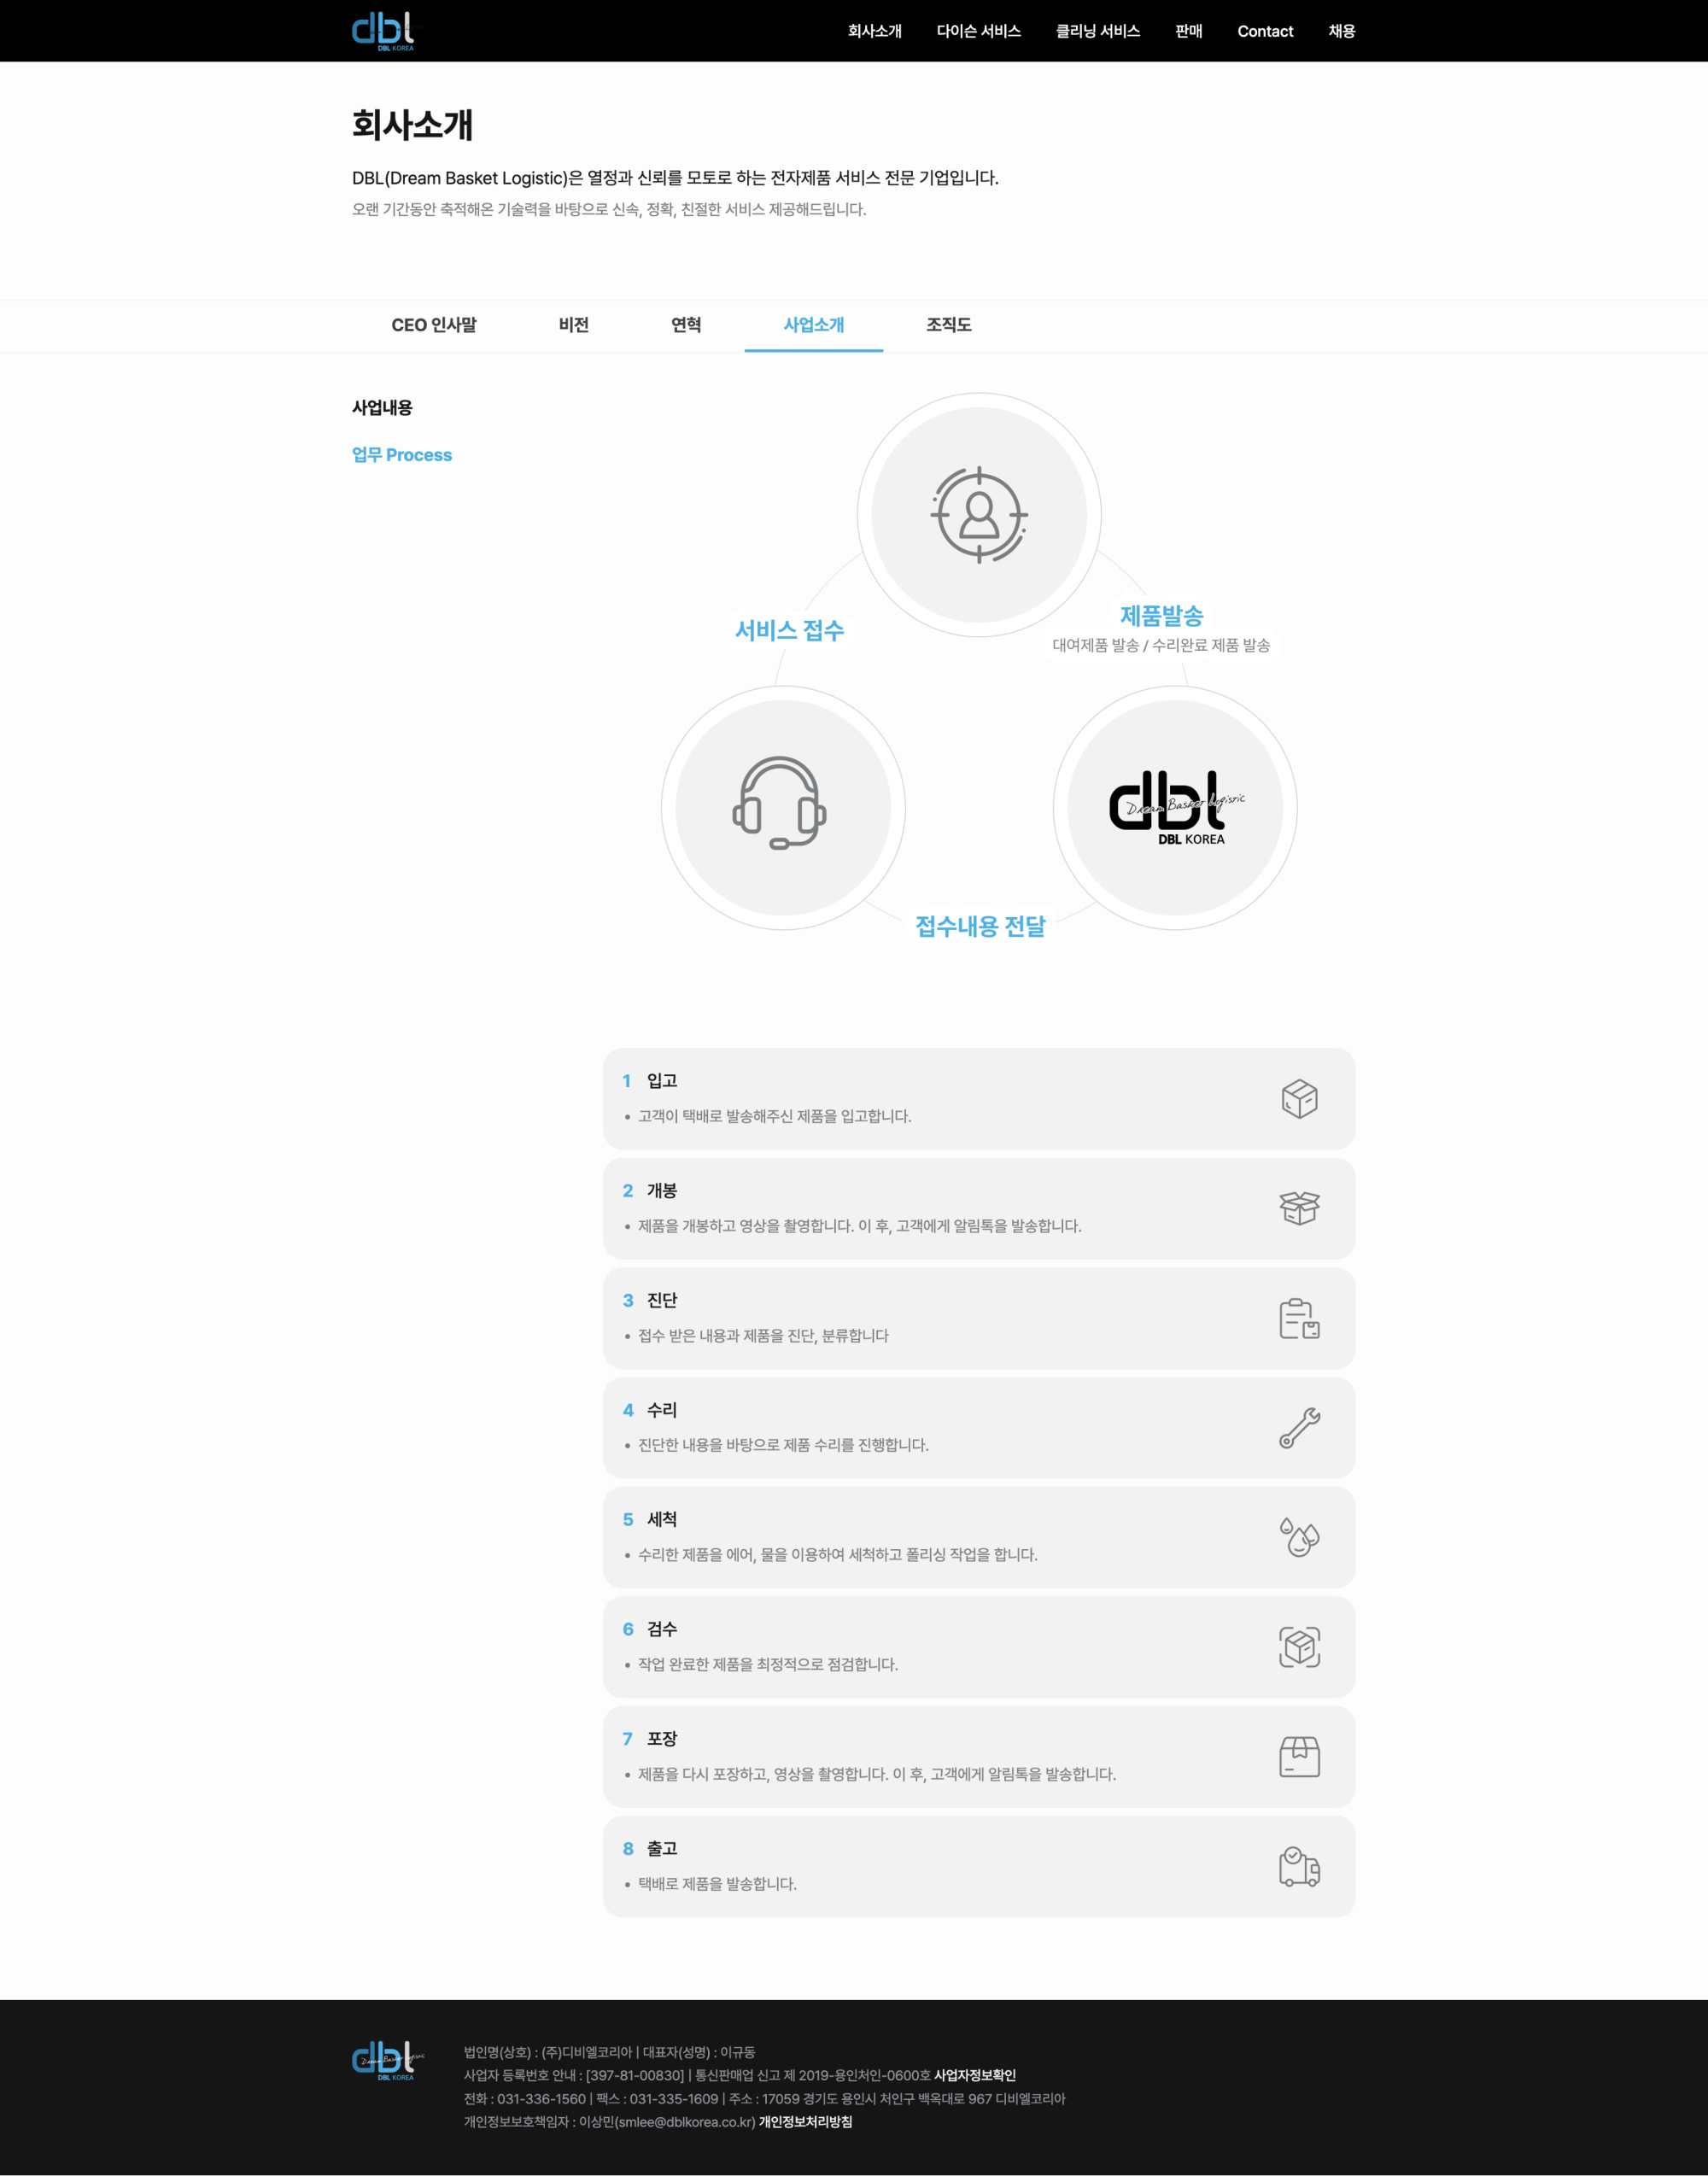 dbl
DBL KOREA
회사소개 다이슨 서비스 클리닝 서비스 판매 Contact 채용
회사소개
DBL(Dream Basket Logistic)은 열정과 신뢰를 모토로 하는 전자제품 서비스 전문 기업입니다.
오랜 기간동안 축적해온 기술력을 바탕으로 신속, 정확, 친절한 서비스 제공해드립니다.
CEO 인사말 비전 연혁 사업소개 조직도
사업내용
업무 Process
서비스 접수
제품발송
대여제품 발송 / 수리완료 제품 발송
dbl
Dream Basket Logistic
DBL KOREA
접수내용 전달
1 입고
• 고객이 택배로 발송해주신 제품을 입고합니다.
2 개봉
• 제품을 개봉하고 영상을 촬영합니다. 이 후, 고객에게 알림톡을 발송합니다.
3 진단
• 접수 받은 내용과 제품을 진단, 분류합니다
4 수리
• 진단한 내용을 바탕으로 제품 수리를 진행합니다.
5 세척
• 수리한 제품을 에어, 물을 이용하여 세척하고 폴리싱 작업을 합니다.
6 검수
• 작업 완료한 제품을 최정적으로 점검합니다.
7 포장
• 제품을 다시 포장하고, 영상을 촬영합니다. 이 후, 고객에게 알림톡을 발송합니다.
8 출고
• 택배로 제품을 발송합니다.
dbl
Dream Basket Logistic
DBL KOREA
법인명(상호) : (주)디비엘코리아 | 대표자(성명) : 이규동
사업자 등록번호 안내 : [397-81-00830] | 통신판매업 신고 제 2019-용인처인-0600호 사업자정보확인
전화 : 031-336-1560 | 팩스 : 031-335-1609 | 주소 : 17059 경기도 용인시 처인구 백옥대로 967 디비엘코리아
개인정보보호책임자 : 이상민(smlee@dblkorea.co.kr) 개인정보처리방침